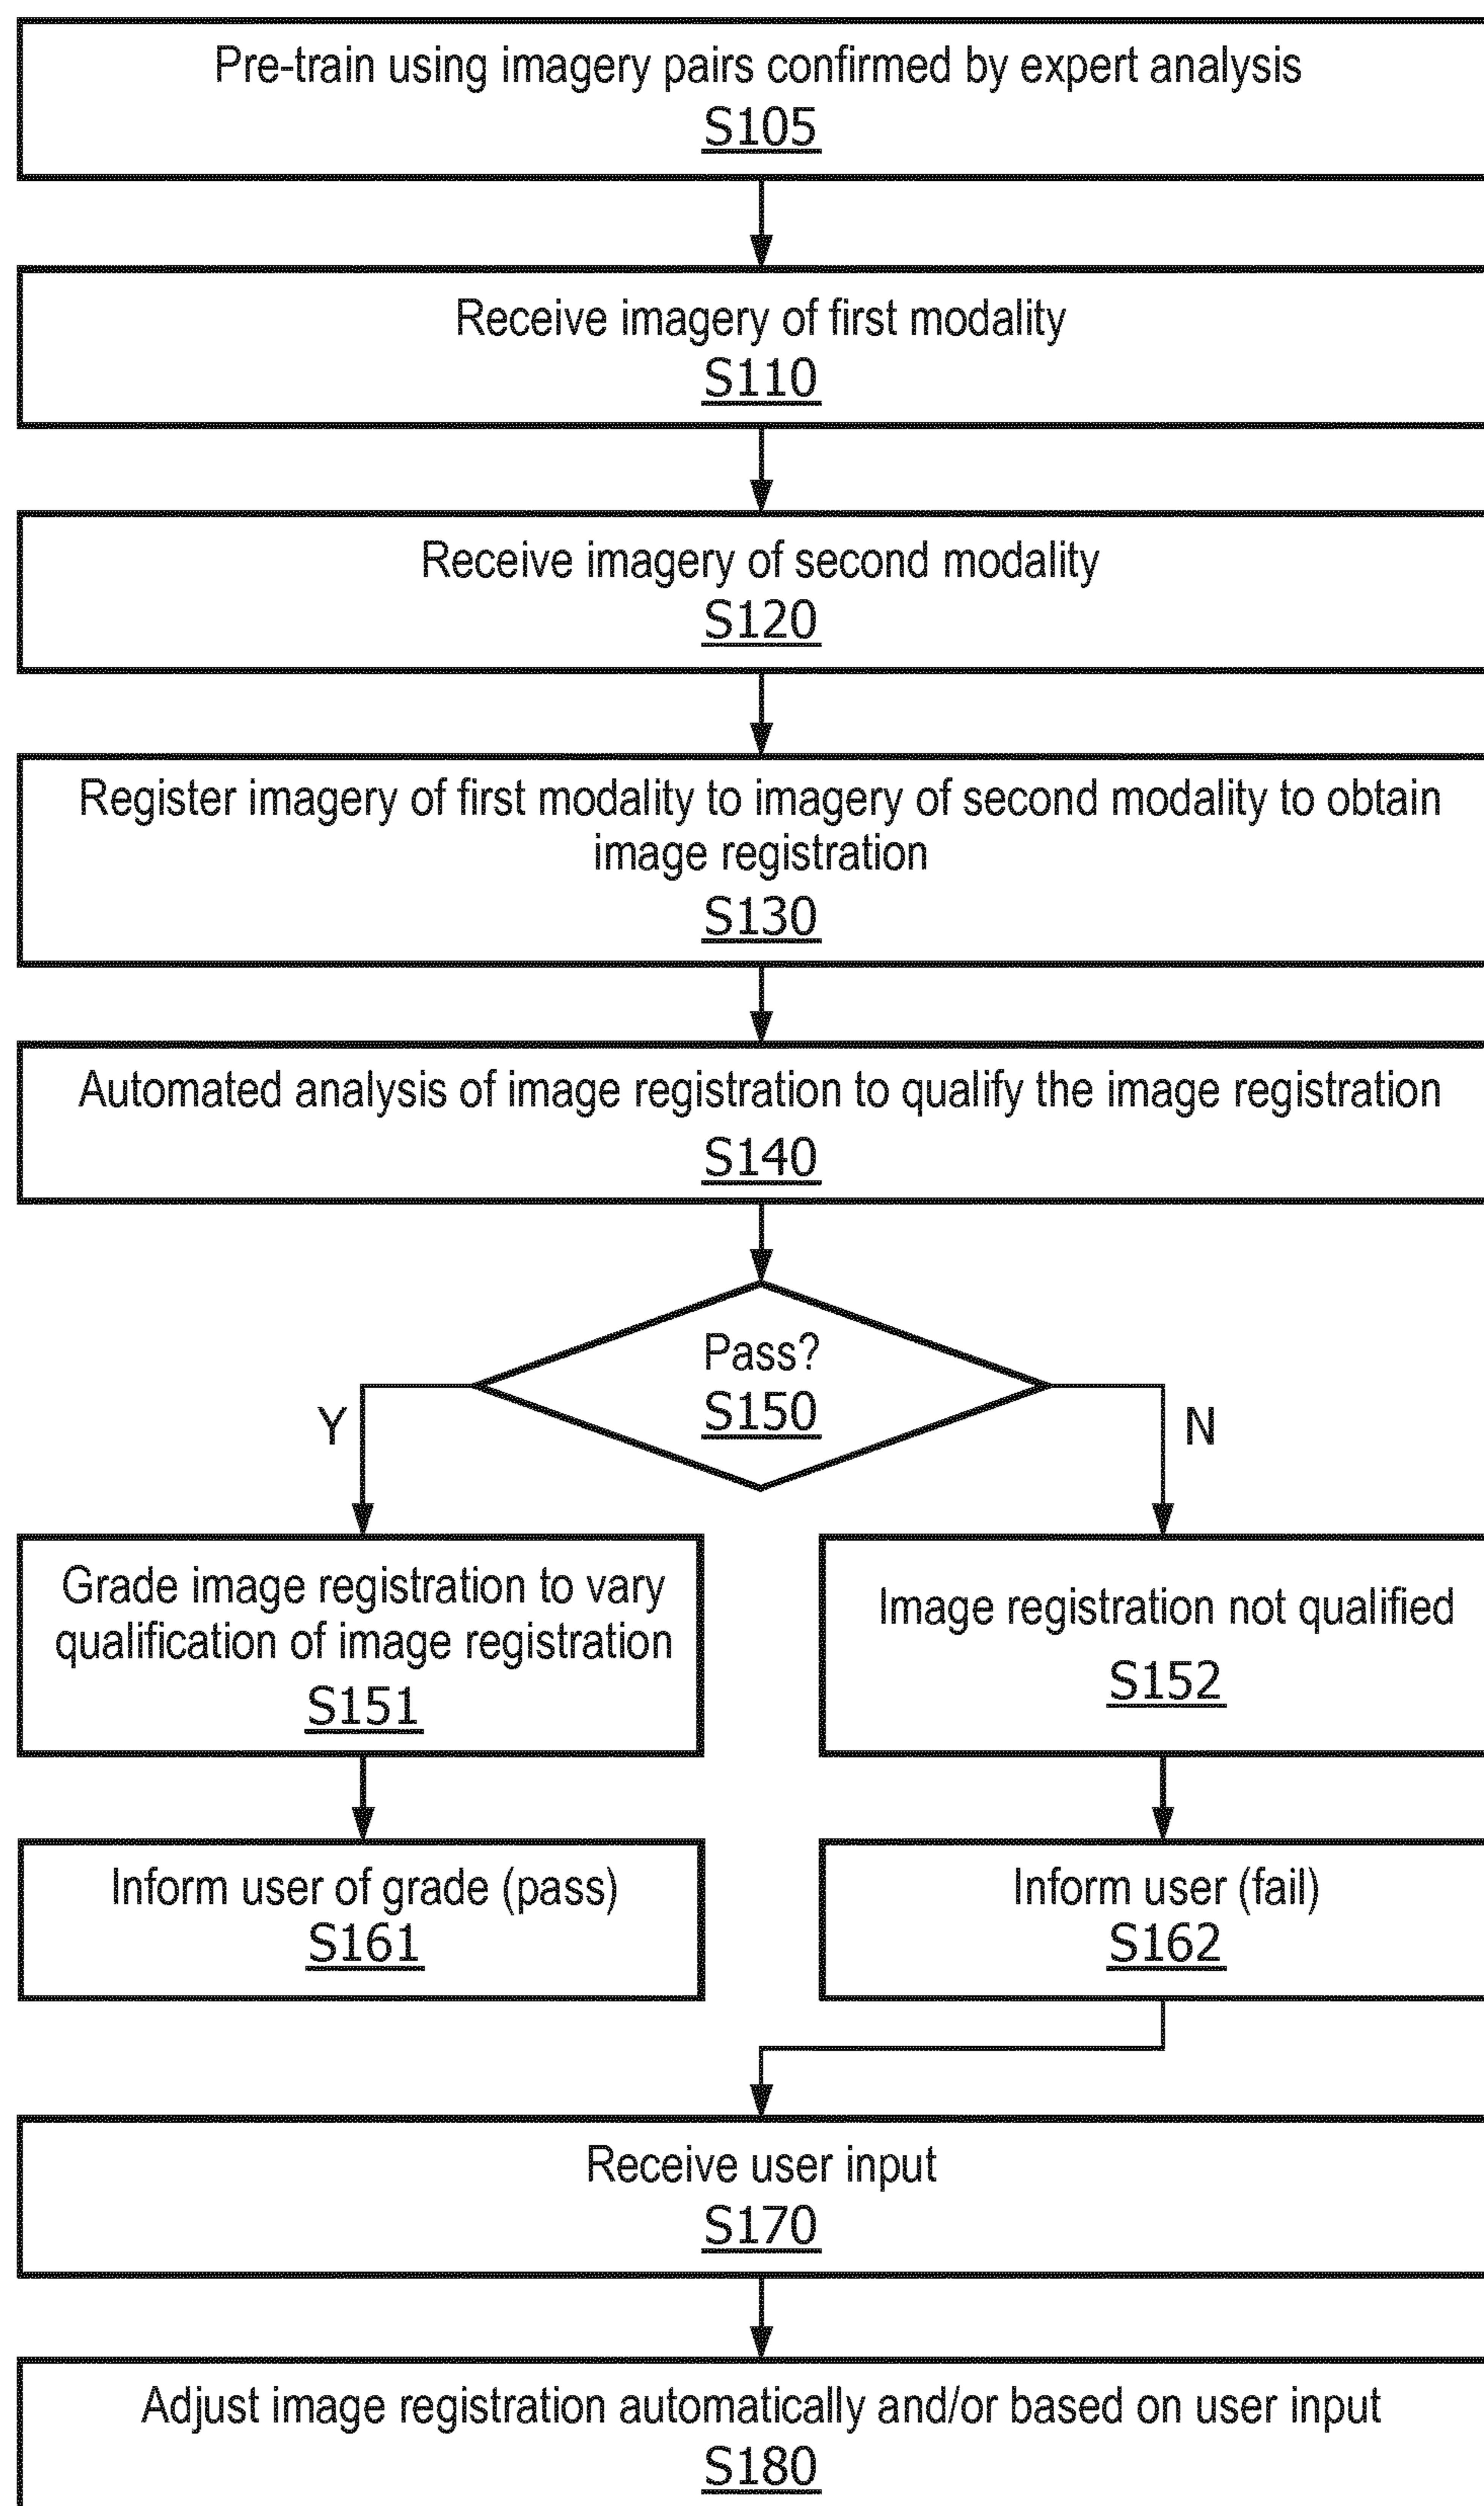 Pre-train using imagery pairs confirmed by expert analysis
S105
Receive imagery of first modality
S110
Receive imagery of second modality
S120
Register imagery of first modality to imagery of second modality to obtain
image registration
S130
Automated analysis of image registration to qualify the image registration
S140
Pass?
S150
Y
N
Grade image registration to vary
qualification of image registration
S151
Image registration not qualified
S152
Inform user of grade (pass)
S161
Inform user (fail)
S162
Receive user input
S170
Adjust image registration automatically and/or based on user input
S180